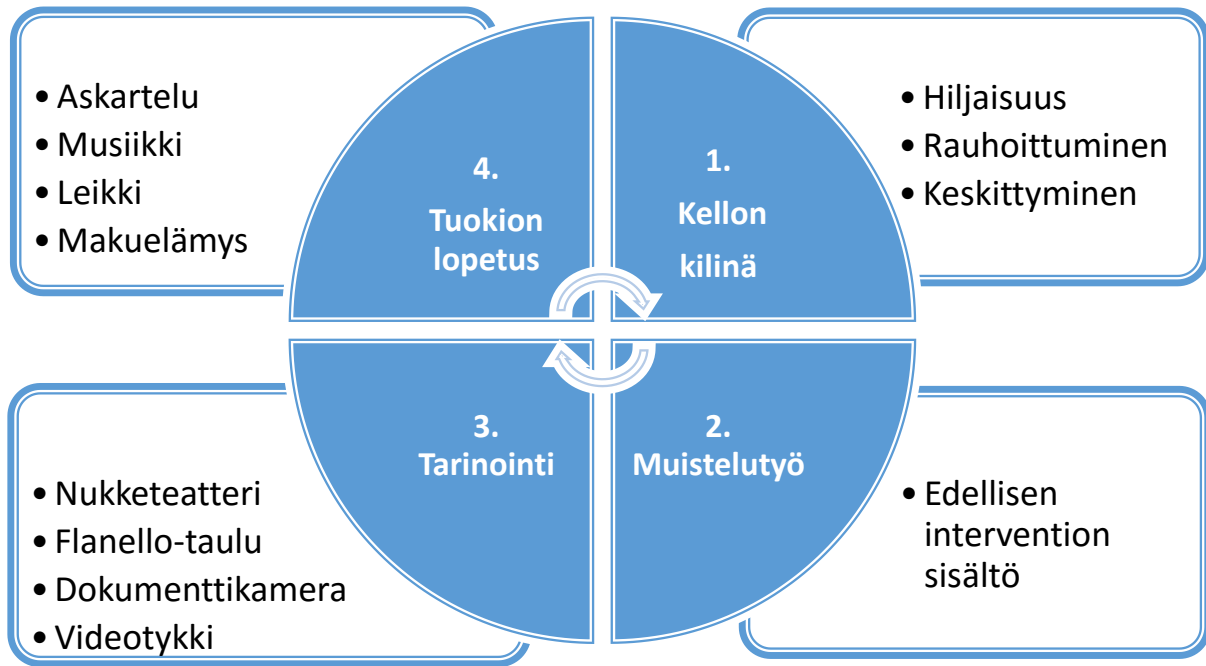 • Askartelu
• Musiikki
• Leikki
• Makuelämys
4.
Tuokion
lopetus
1.
Kellon
kilinä
• Hiljaisuus
• Rauhoittuminen
• Keskittyminen
• Nukketeatteri
• Flanello-taulu
• Dokumenttikamera
• Videotykki
3.
Tarinointi
2.
Muistelutyö
• Edellisen
intervention
sisältö